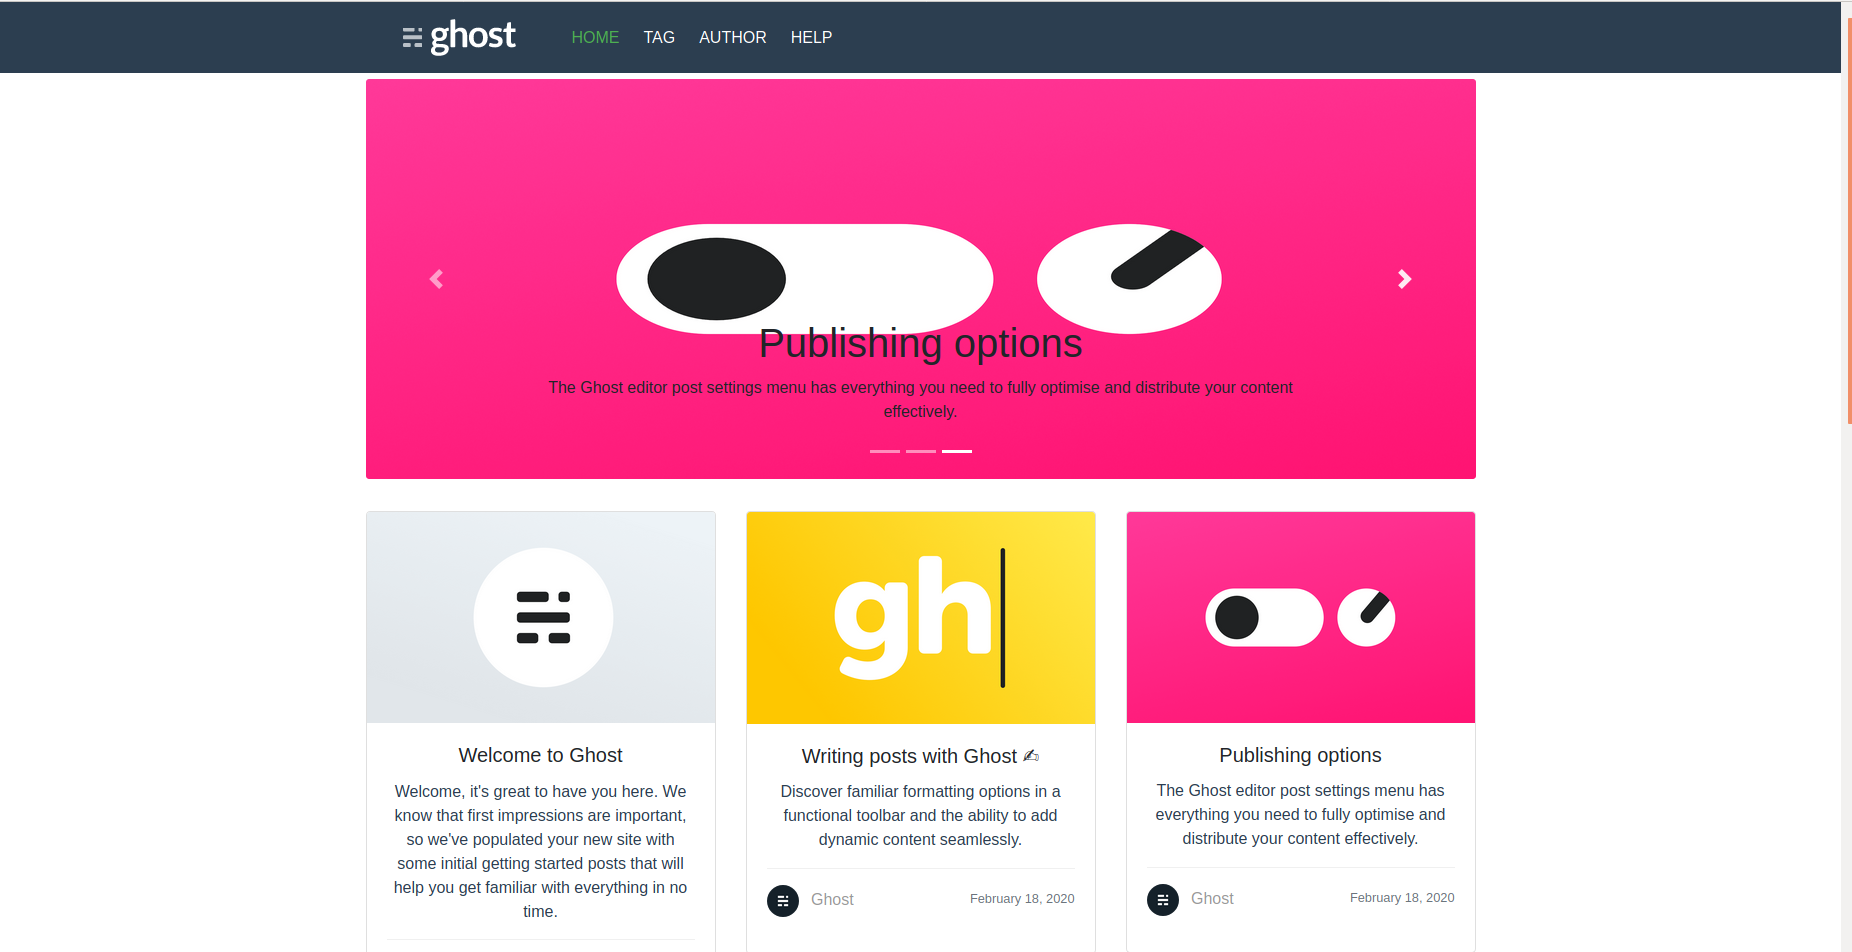 ghost HOME TAG AUTHOR HELP
Publishing options
The Ghost editor post settings menu has everything you need to fully optimise and distribute your content
effectively.
gh
Welcome to Ghost
Welcome, it's great to have you here. We
know that first impressions are important,
so we've populated your new site with
some initial getting started posts that will
help you get familiar with everything in no
time.
Writing posts with Ghost ✍
Discover familiar formatting options in a
functional toolbar and the ability to add
dynamic content seamlessly.
Ghost February 18, 2020
Publishing options
The Ghost editor post settings menu has
everything you need to fully optimise and
distribute your content effectively.
Ghost February 18, 2020